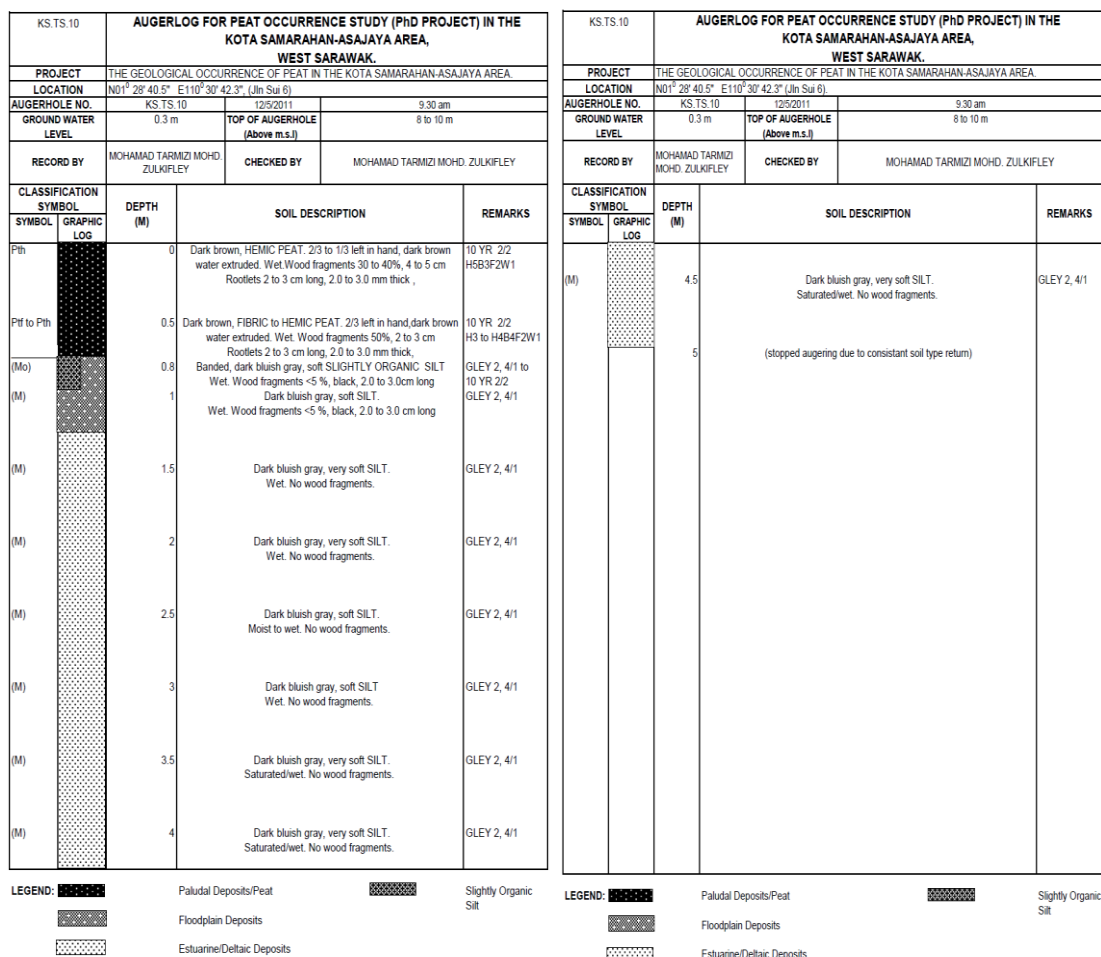 KS.TS.10
AUGERLOG FOR PEAT OCCURRENCE STUDY (PhD PROJECT) IN THE
KOTA SAMARAHAN-ASAJAYA AREA,
WEST SARAWAK.
PROJECT THE GEOLOGICAL OCCURRENCE OF PEAT IN THE KOTA SAMARAHAN-ASAJAYA AREA.
LOCATION N01⁰ 28' 40.5" E110⁰ 30' 42.3", (Jln Sui 6)
AUGERHOLE NO. KS.TS.10 12/5/2011 9.30 am
GROUND WATER LEVEL 0.3 m TOP OF AUGERHOLE (Above m.s.l) 8 to 10 m
RECORD BY MOHAMAD TARMIZI MOHD. ZULKIFLEY CHECKED BY MOHAMAD TARMIZI MOHD. ZULKIFLEY
CLASSIFICATION SYMBOL DEPTH (M) SOIL DESCRIPTION REMARKS
SYMBOL GRAPHIC LOG
Pth 0 Dark brown, HEMIC PEAT. 2/3 to 1/3 left in hand, dark brown 10 YR 2/2
water extruded. Wet.Wood fragments 30 to 40%, 4 to 5 cm H5B3F2W1
Rootlets 2 to 3 cm long, 2.0 to 3.0 mm thick ,
Ptf to Pth 0.5 Dark brown, FIBRIC to HEMIC PEAT. 2/3 left in hand,dark brown 10 YR 2/2
water extruded. Wet. Wood fragments 50%, 2 to 3 cm H3 to H4B4F2W1
Rootlets 2 to 3 cm long, 2.0 to 3.0 mm thick,
(Mo) 0.8 Banded, dark bluish gray, soft SLIGHTLY ORGANIC SILT GLEY 2, 4/1 to
Wet. Wood fragments <5 %, black, 2.0 to 3.0cm long 10 YR 2/2
(M) 1 Dark bluish gray, soft SILT. GLEY 2, 4/1
Wet. Wood fragments <5 %, black, 2.0 to 3.0 cm long
(M) 1.5 Dark bluish gray, very soft SILT. GLEY 2, 4/1
Wet. No wood fragments.
(M) 2 Dark bluish gray, very soft SILT. GLEY 2, 4/1
Wet. No wood fragments.
(M) 2.5 Dark bluish gray, soft SILT. GLEY 2, 4/1
Moist to wet. No wood fragments.
(M) 3 Dark bluish gray, soft SILT GLEY 2, 4/1
Wet. No wood fragments.
(M) 3.5 Dark bluish gray, very soft SILT. GLEY 2, 4/1
Saturated/wet. No wood fragments.
(M) 4 Dark bluish gray, very soft SILT. GLEY 2, 4/1
Saturated/wet. No wood fragments.
LEGEND: Paludal Deposits/Peat Slightly Organic Silt
Floodplain Deposits
Estuarine/Deltaic Deposits
KS.TS.10
AUGERLOG FOR PEAT OCCURRENCE STUDY (PhD PROJECT) IN THE
KOTA SAMARAHAN-ASAJAYA AREA,
WEST SARAWAK.
PROJECT THE GEOLOGICAL OCCURRENCE OF PEAT IN THE KOTA SAMARAHAN-ASAJAYA AREA.
LOCATION N01⁰ 28' 40.5" E110⁰ 30' 42.3", (Jln Sui 6).
AUGERHOLE NO. KS.TS.10 12/5/2011 9.30 am
GROUND WATER LEVEL 0.3 m TOP OF AUGERHOLE (Above m.s.l) 8 to 10 m
RECORD BY MOHAMAD TARMIZI MOHD. ZULKIFLEY CHECKED BY MOHAMAD TARMIZI MOHD. ZULKIFLEY
CLASSIFICATION SYMBOL DEPTH (M) SOIL DESCRIPTION REMARKS
SYMBOL GRAPHIC LOG
(M) 4.5 Dark bluish gray, very soft SILT. GLEY 2, 4/1
Saturated/wet. No wood fragments.
5 (stopped augering due to consistant soil type return)
LEGEND: Paludal Deposits/Peat Slightly Organic Silt
Floodplain Deposits
Estuarine/Deltaic Deposits